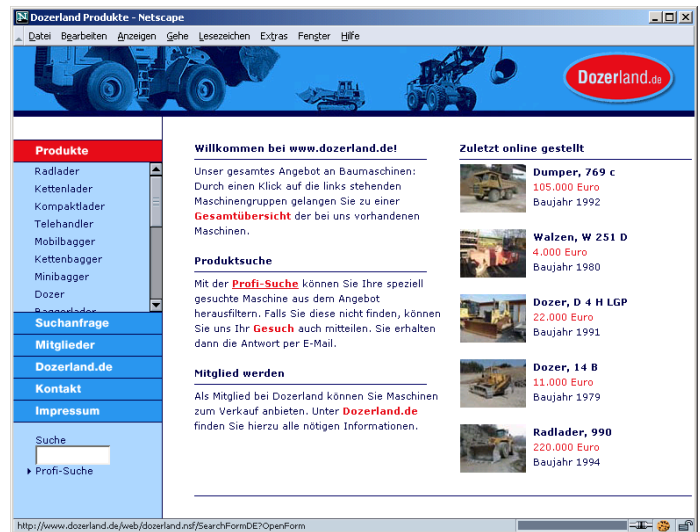 Dozerland Produkte - Netscape
Datei Bearbeiten Anzeigen Gehe Lesezeichen Extras Fenster Hilfe
Dozerland.de
Produkte
Radlader
Kettenlader
Kompaktlader
Telehandler
Mobilbagger
Kettenbagger
Minibagger
Dozer
Baggerlader
Suchanfrage
Mitglieder
Dozerland.de
Kontakt
Impressum
Suche
Profi-Suche
Willkommen bei www.dozerland.de!
Unser gesamtes Angebot an Baumaschinen:
Durch einen Klick auf die links stehenden
Maschinengruppen gelangen Sie zu einer
Gesamtübersicht der bei uns vorhandenen
Maschinen.
Produktsuche
Mit der Profi-Suche können Sie Ihre speziell
gesuchte Maschine aus dem Angebot
herausfiltern. Falls Sie diese nicht finden, können
Sie uns Ihr Gesuch auch mitteilen. Sie erhalten
dann die Antwort per E-Mail.
Mitglied werden
Als Mitglied bei Dozerland können Sie Maschinen
zum Verkauf anbieten. Unter Dozerland.de
finden Sie hierzu alle nötigen Informationen.
Zuletzt online gestellt
Dumper, 769 c
105.000 Euro
Baujahr 1992
Walzen, W 251 D
4.000 Euro
Baujahr 1980
Dozer, D 4 H LGP
22.000 Euro
Baujahr 1991
Dozer, 14 B
11.000 Euro
Baujahr 1979
Radlader, 990
220.000 Euro
Baujahr 1994
http://www.dozerland.de/web/dozerland.nsf/SearchFormDE?OpenForm